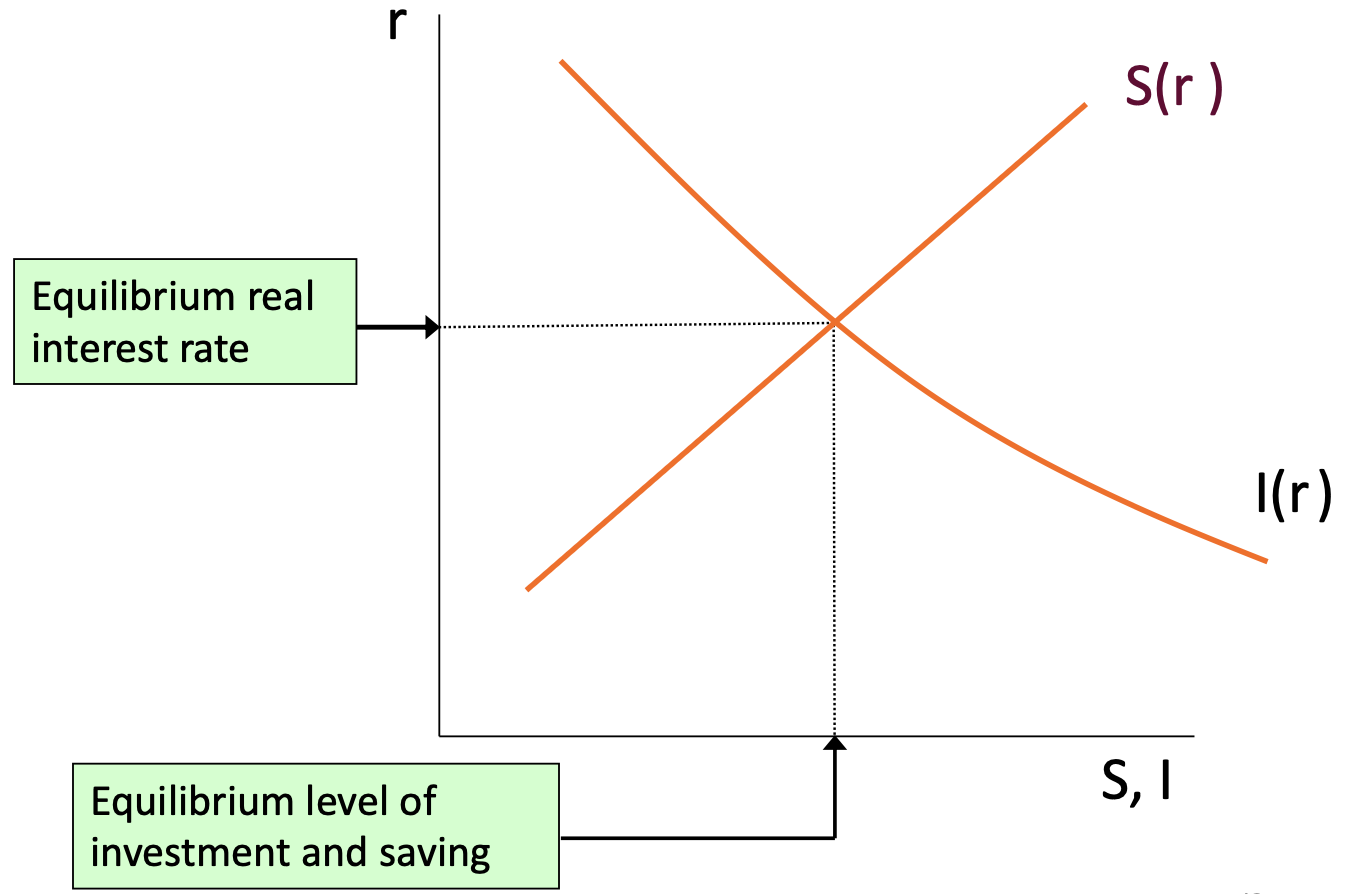 r
S(r )
Equilibrium real
interest rate
I(r )
S, I
Equilibrium level of
investment and saving